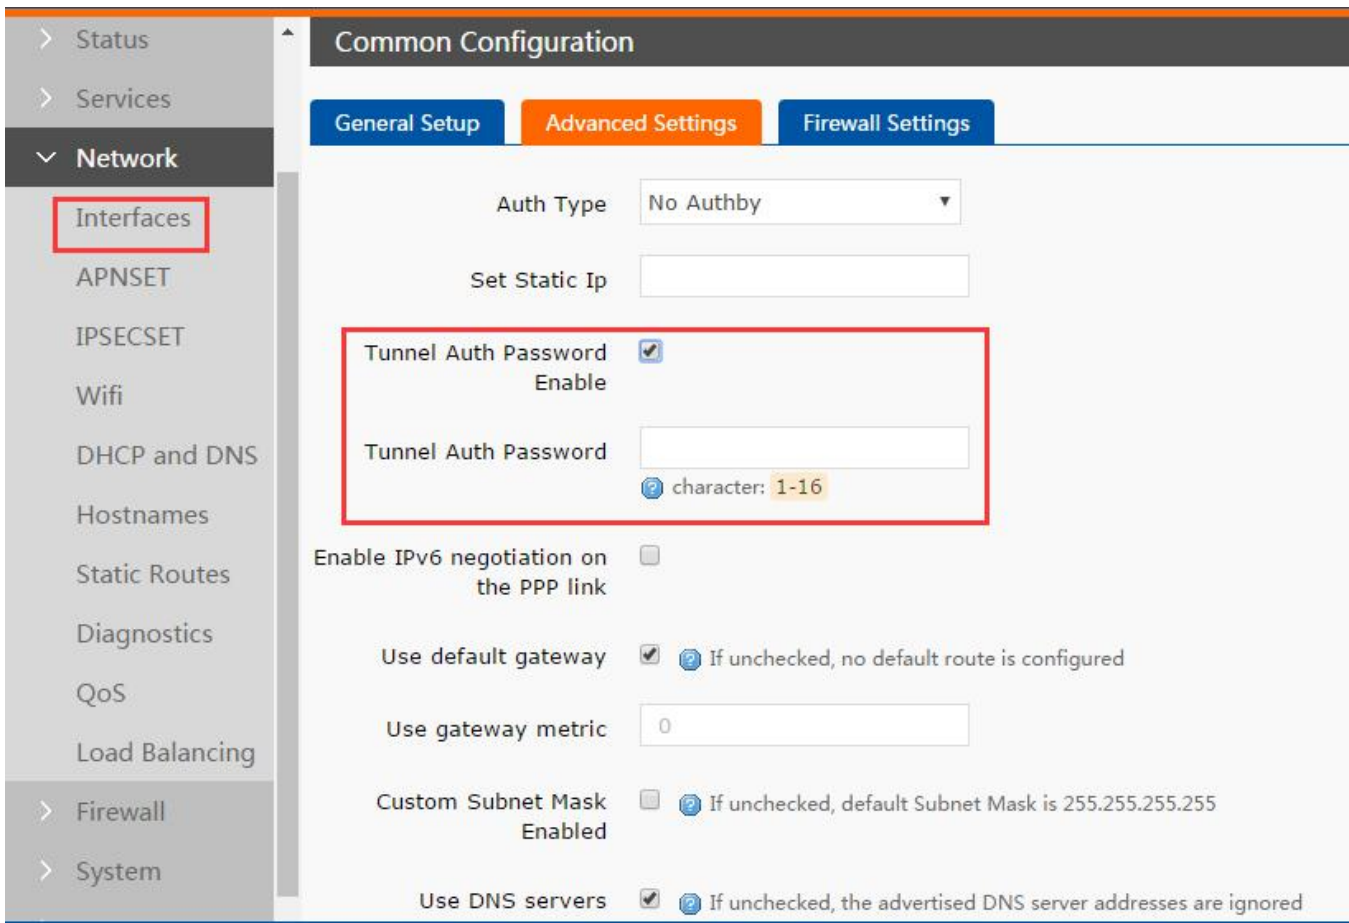 Status
Services
Network
Interfaces
APNSET
IPSECSET
Wifi
DHCP and DNS
Hostnames
Static Routes
Diagnostics
QoS
Load Balancing
Firewall
System
Common Configuration
General Setup Advanced Settings Firewall Settings
Auth Type No Authby
Set Static Ip
Tunnel Auth Password
Enable
Tunnel Auth Password
character: 1-16
Enable IPv6 negotiation on
the PPP link
Use default gateway If unchecked, no default route is configured
Use gateway metric 0
Custom Subnet Mask If unchecked, default Subnet Mask is 255.255.255.255
Enabled
Use DNS servers If unchecked, the advertised DNS server addresses are ignored